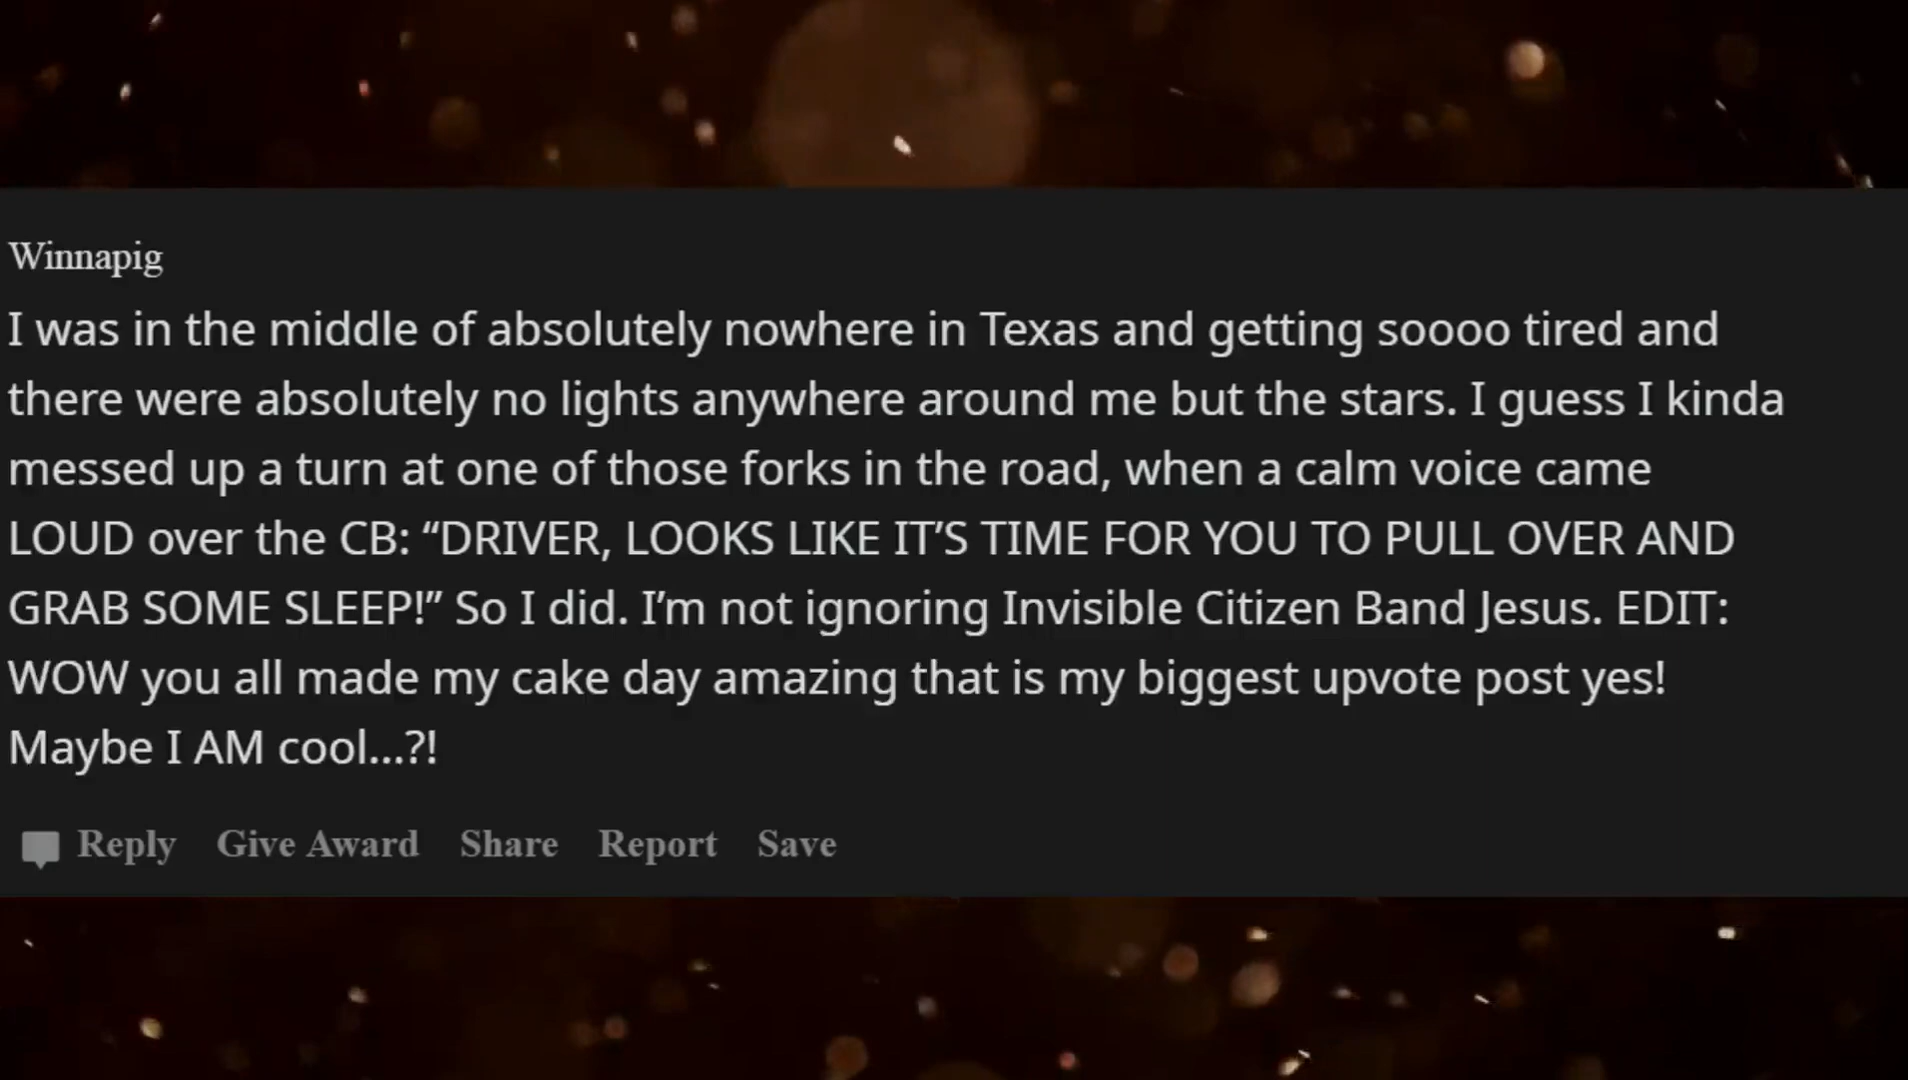 Winnapig
I was in the middle of absolutely nowhere in Texas and getting soooo tired and
there were absolutely no lights anywhere around me but the stars. I guess I kinda
messed up a turn at one of those forks in the road, when a calm voice came
LOUD over the CB: “DRIVER, LOOKS LIKE IT’S TIME FOR YOU TO PULL OVER AND
GRAB SOME SLEEP!” So I did. I’m not ignoring Invisible Citizen Band Jesus. EDIT:
WOW you all made my cake day amazing that is my biggest upvote post yes!
Maybe I AM cool...?!
Reply Give Award Share Report Save